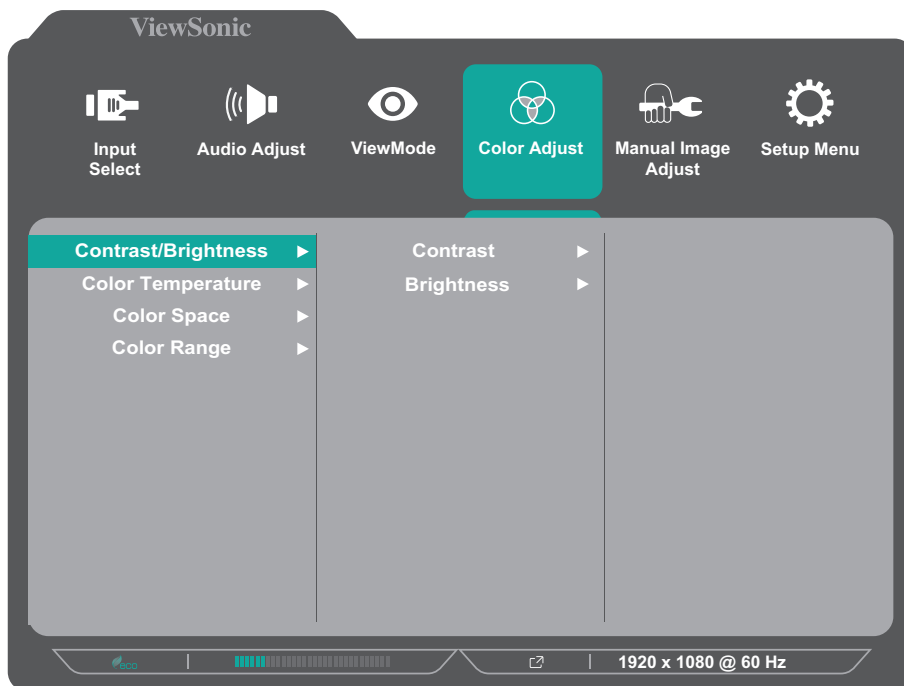 ViewSonic
Input
Select
Audio Adjust
ViewMode
Color Adjust
Manual Image
Adjust
Setup Menu
Contrast/Brightness
Contrast
Color Temperature
Brightness
Color Space
Color Range
eco
1920 x 1080 @ 60 Hz